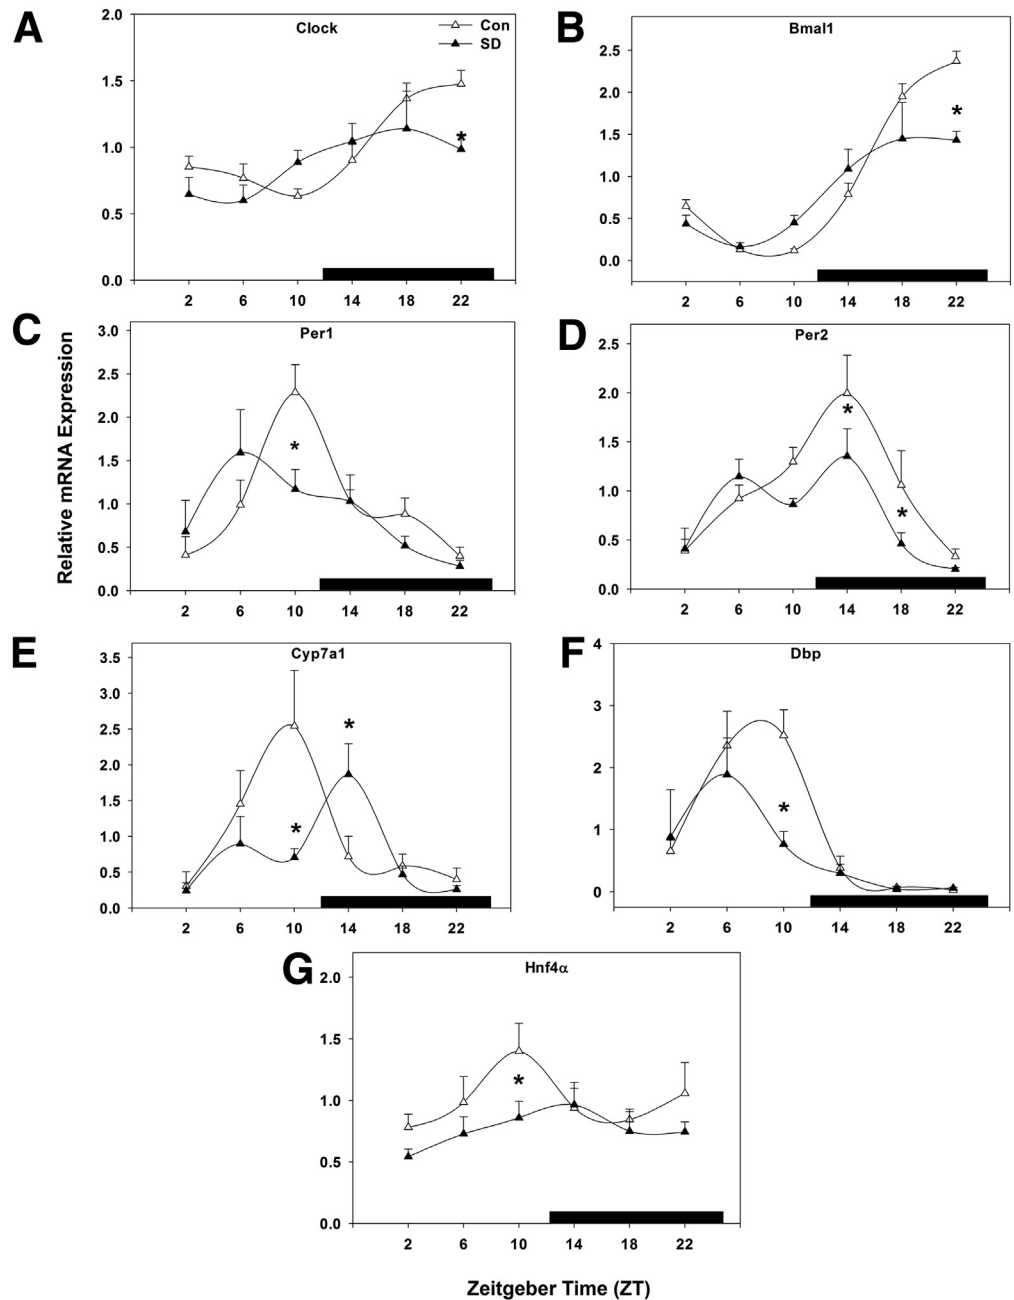 A
Clock
Con
SD
2.0
1.5
1.0
0.5
0.0
2 6 10 14 18 22
*
B
Bmal1
2.5
2.0
1.5
1.0
0.5
0.0
2 6 10 14 18 22
*
Relative mRNA Expression
C
Per1
3.0
2.5
2.0
1.5
1.0
0.5
0.0
2 6 10 14 18 22
*
D
Per2
2.5
2.0
1.5
1.0
0.5
0.0
2 6 10 14 18 22
*
*
E
Cyp7a1
3.5
3.0
2.5
2.0
1.5
1.0
0.5
0.0
2 6 10 14 18 22
*
*
F
Dbp
4
3
2
1
0
2 6 10 14 18 22
*
G
Hnf4α
2.0
1.5
1.0
0.5
0.0
2 6 10 14 18 22
*
Zeitgeber Time (ZT)